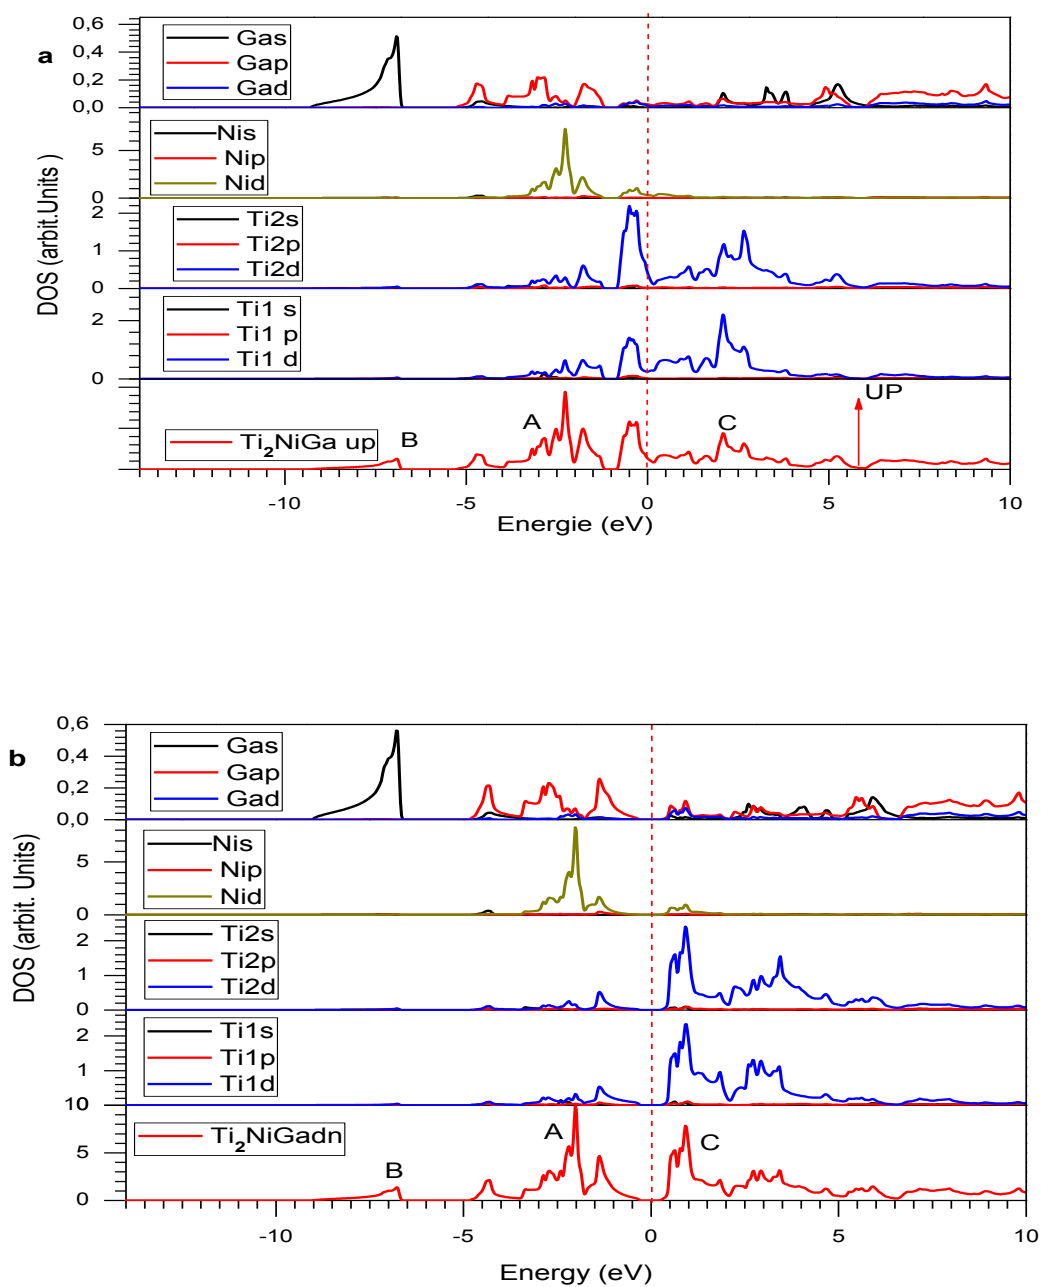 a
0,6
0,4
0,2
0,0
Gas
Gap
Gad
5
0
Nis
Nip
Nid
2
1
0
Ti2s
Ti2p
Ti2d
2
0
Ti1 s
Ti1 p
Ti1 d
Ti2NiGa up
B
A
C
UP
DOS (arbit.Units)
-10
-5
0
5
10
Energie (eV)
b
0,6
0,4
0,2
0,0
Gas
Gap
Gad
5
0
Nis
Nip
Nid
2
1
0
Ti2s
Ti2p
Ti2d
2
1
10
Ti1s
Ti1p
Ti1d
5
0
Ti2NiGadn
B
A
C
DOS (arbit. Units)
-10
-5
0
5
10
Energy (eV)